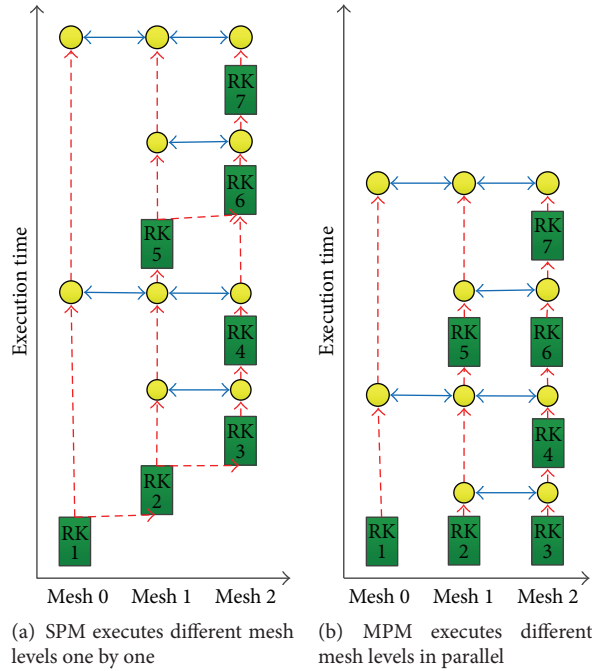 Execution time
RK
7
RK
6
RK
5
RK
4
RK
3
RK
2
RK
1
Mesh 0 Mesh 1 Mesh 2
(a) SPM executes different mesh
levels one by one
Execution time
RK
7
RK
5
RK
6
RK
4
RK
1
RK
2
RK
3
Mesh 0 Mesh 1 Mesh 2
(b) MPM executes different
mesh levels in parallel